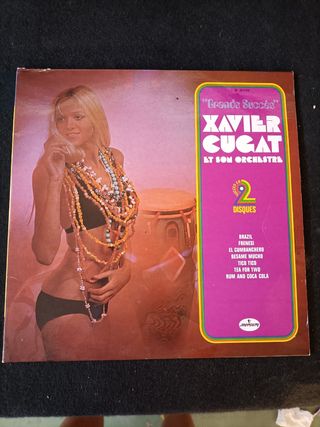 "Grands Succès"
XAVIER
CUGAT
ET SON ORCHESTRE
2
DISQUES
BRAZIL
FRENESI
EL CUMBANCHERO
BESAME MUCHO
TICO TICO
TEA FOR TWO
RUM AND COCA COLA
mercury